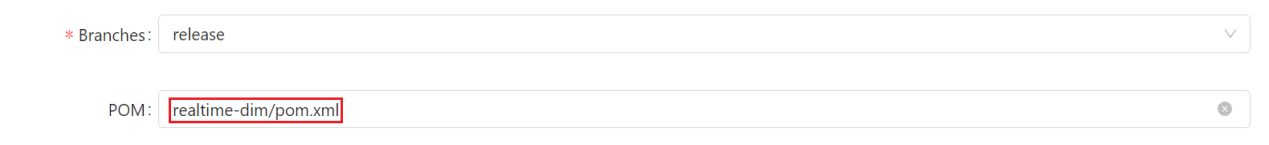 * Branches: release
POM: realtime-dim/pom.xml